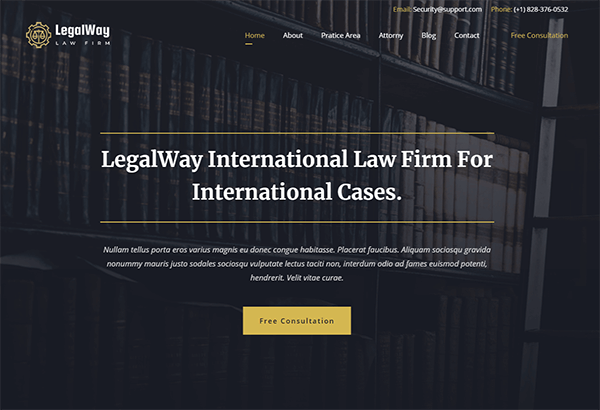 Email: Security@support.com Phone: (+1) 828-376-0532
LegalWay
LAW FIRM
Home About Pratice Area Attorny Blog Contact Free Consultation
LegalWay International Law Firm For
International Cases.
Nullam tellus porta eros varius magnis eu donec congue habitasse. Placerat faucibus. Aliquam sociosqu gravida
nonummy mauris justo sodales sociosqu vulputate lectus taciti non, interdum odio ad fames euismod potenti,
hendrerit. Velit vitae curae.
Free Consultation